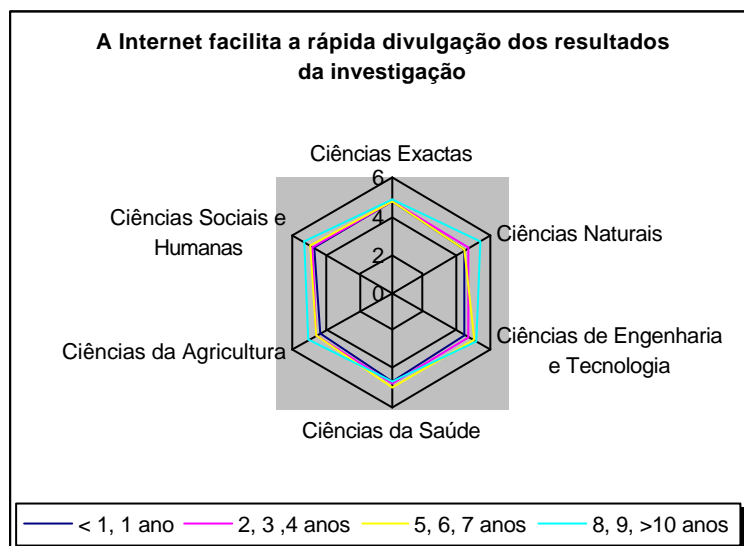 A Internet facilita a rápida divulgação dos resultados
da investigação
Ciências Exactas
6
Ciências Sociais e
Humanas
4
Ciências Naturais
2
0
Ciências da Agricultura
Ciências de Engenharia
e Tecnologia
Ciências da Saúde
< 1, 1 ano
2, 3 ,4 anos
5, 6, 7 anos
8, 9, >10 anos